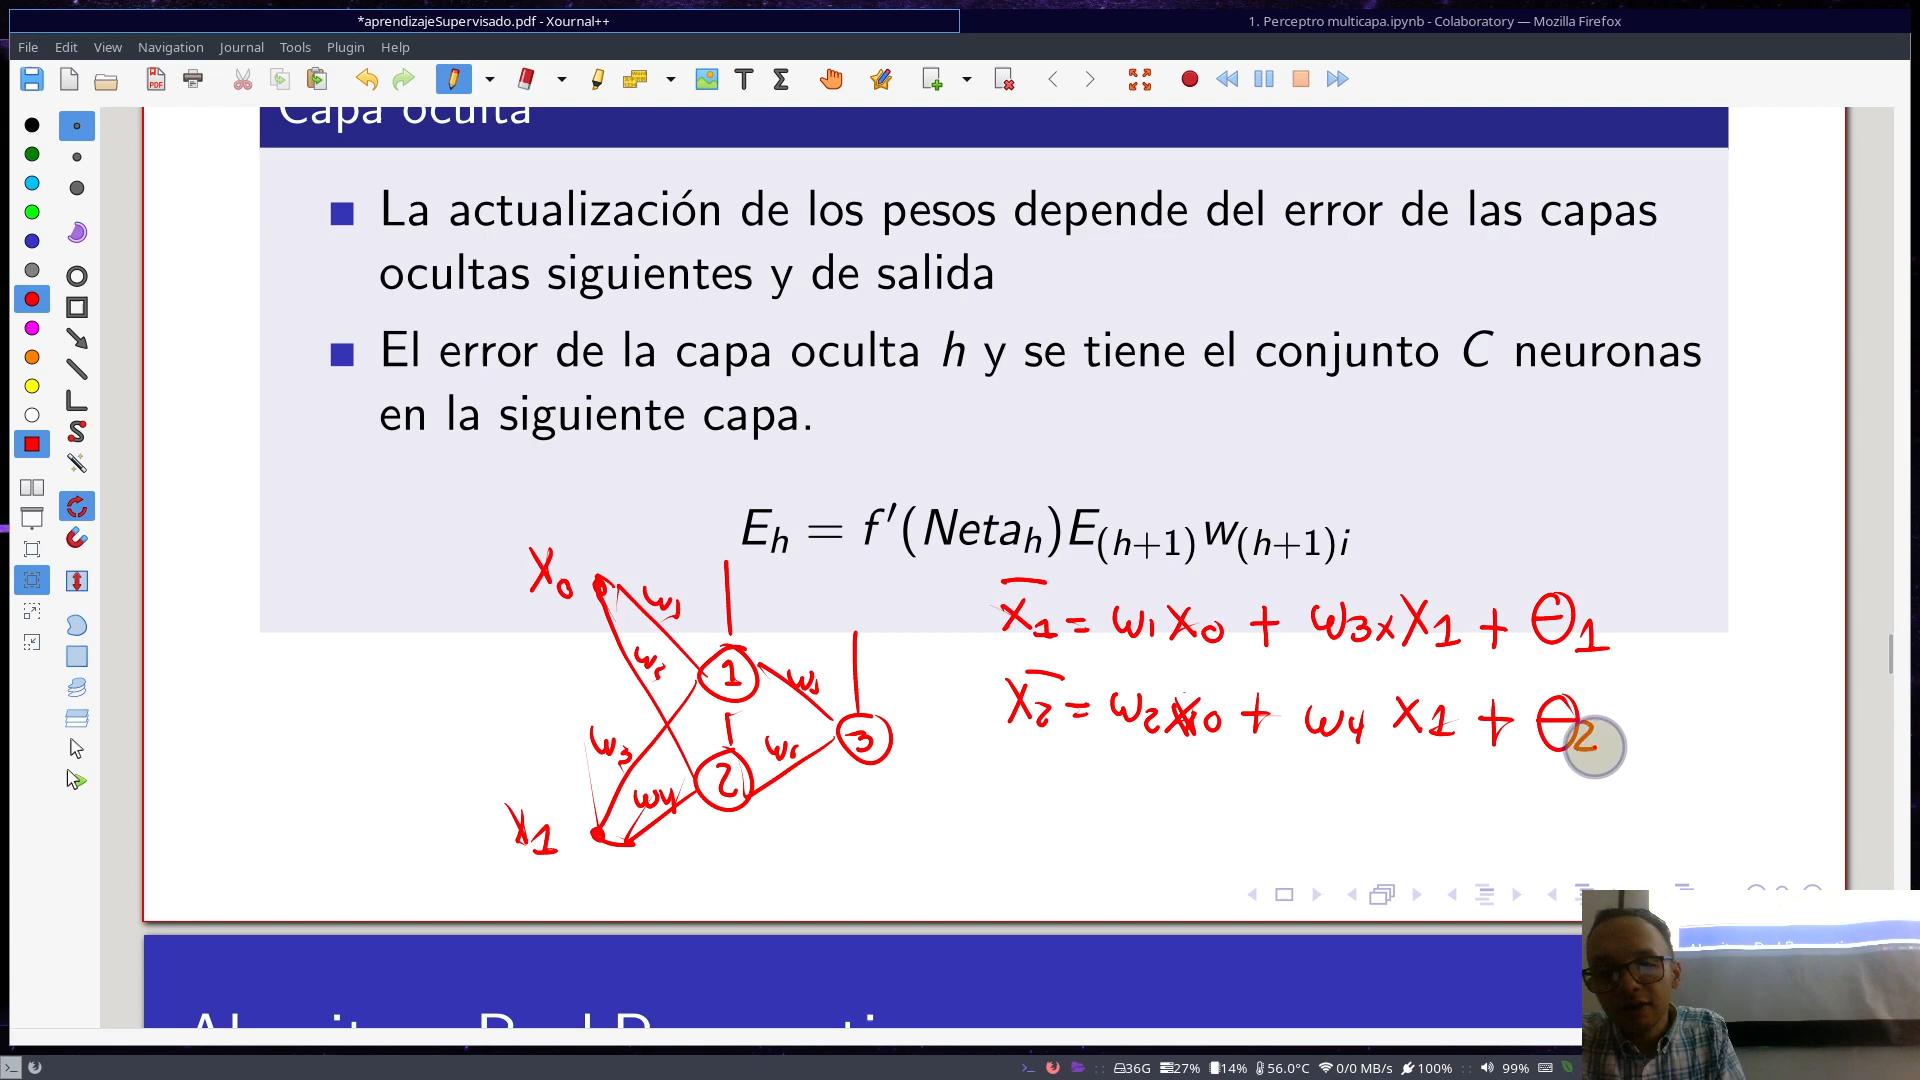 *aprendizajeSupervisado.pdf - Xournal++
1. Perceptro multicapa.ipynb - Colaboratory — Mozilla Firefox
File Edit View Navigation Journal Tools Plugin Help
Capa oculta
La actualización de los pesos depende del error de las capas
ocultas siguientes y de salida
El error de la capa oculta h y se tiene el conjunto C neuronas
en la siguiente capa.
E_h = f′(Neta_h)E_(h+1)w_(h+1)i
X0
w1
w2
1
w5
w3
3
w6
2
w4
X1
X1 = w1X0 + w3xX1 + θ1
X2 = w2X0 + w4 X1 + θ2
36G 27% 14% 56.0°C 0/0 MB/s 100% 99%